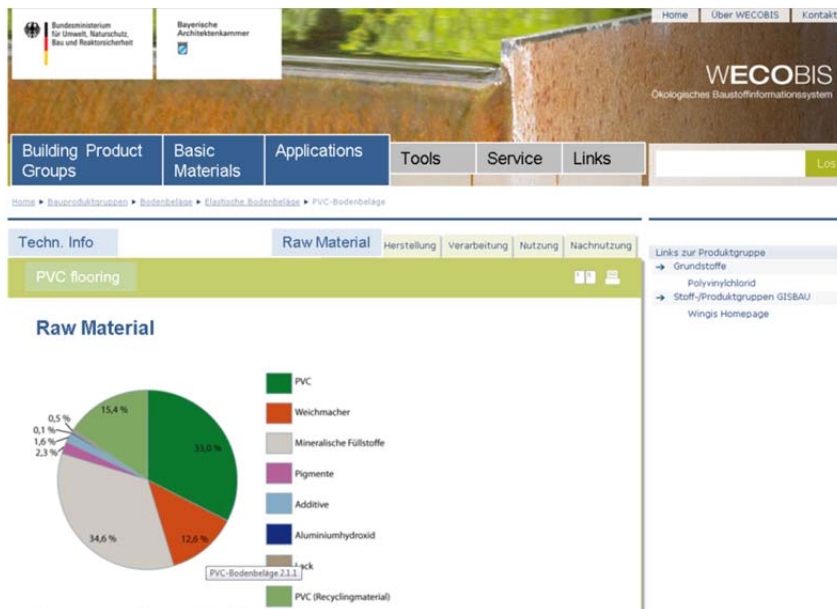 Bundesministerium
für Umwelt, Naturschutz,
Bau und Reaktorsicherheit
Bayerische
Architektenkammer
Home
Über WECOBIS
Kontakt
WECOBIS
Ökologisches Baustoffinformationssystem
Building Product
Groups
Basic
Materials
Applications
Tools
Service
Links
Los
Home ▸ Bauproduktgruppen ▸ Bodenbeläge ▸ Elastische Bodenbeläge ▸ PVC-Bodenbeläge
Techn. Info
Raw Material
Herstellung
Verarbeitung
Nutzung
Nachnutzung
PVC flooring
Links zur Produktgruppe
→ Grundstoffe
Polyvinylchlorid
→ Stoff-/Produktgruppen GISBAU
Wingis Homepage
Raw Material
15,4 %
0,5 %
0,1 %
1,6 %
2,3 %
33,0 %
34,6 %
12,6 %
PVC
Weichmacher
Mineralische Füllstoffe
Pigmente
Additive
Aluminiumhydroxid
Lack
PVC (Recyclingmaterial)
PVC-Bodenbeläge 2.1.1